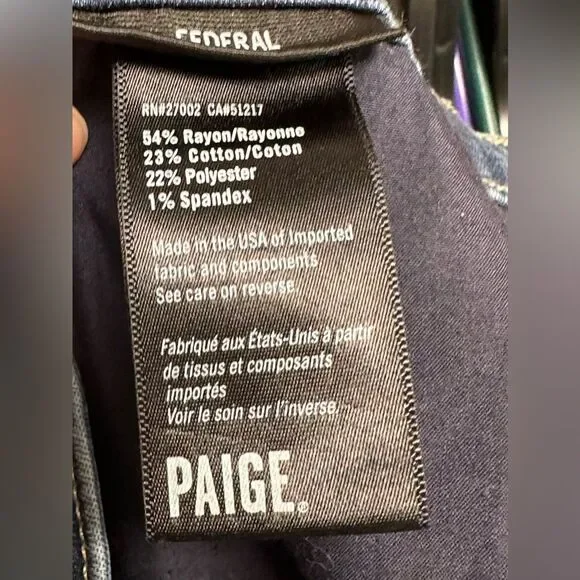 FEDERAL
RN#27002 CA#51217
54% Rayon/Rayonne
23% Cotton/Coton
22% Polyester
1% Spandex
Made in the USA of Imported
fabric and components
See care on reverse.
Fabriqué aux États-Unis à partir
de tissus et composants
importés
Voir le soin sur l'inverse.
PAIGE®